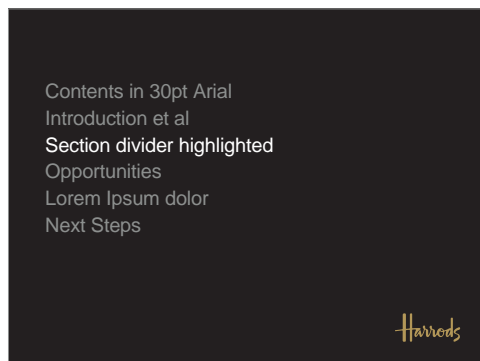 Contents in 30pt Arial
Introduction et al
Section divider highlighted
Opportunities
Lorem Ipsum dolor
Next Steps
Harrods